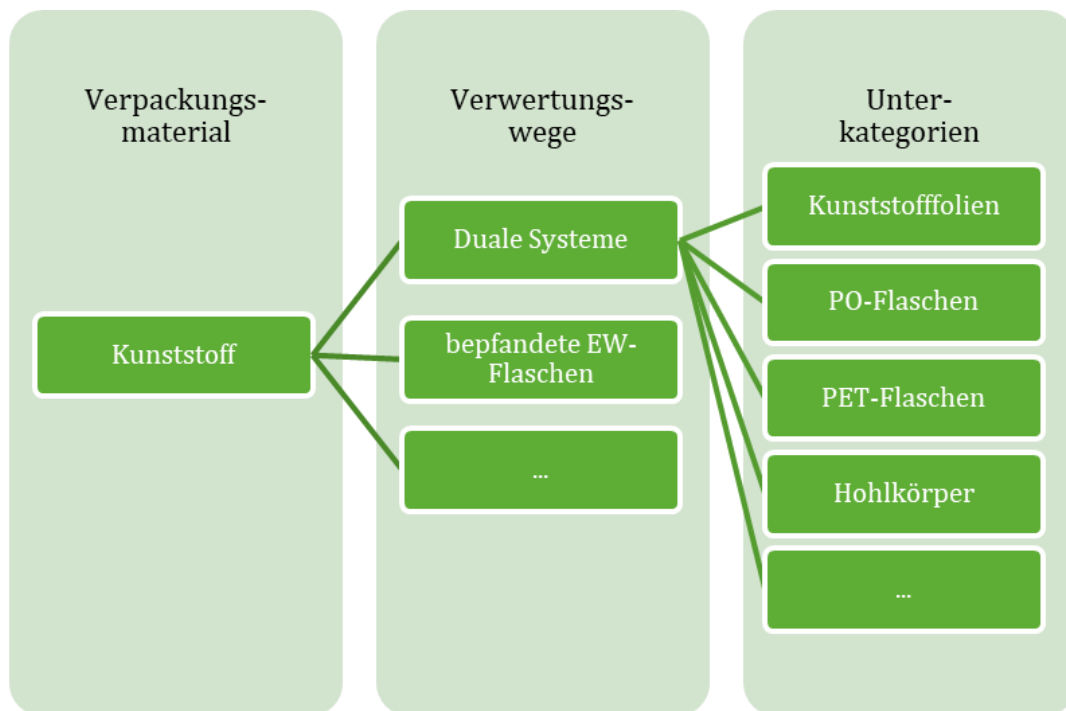 Verpackungs-
material
Verwertungs-
wege
Unter-
kategorien
Kunststoff
Duale Systeme
bepfandete EW-
Flaschen
...
Kunststofffolien
PO-Flaschen
PET-Flaschen
Hohlkörper
...